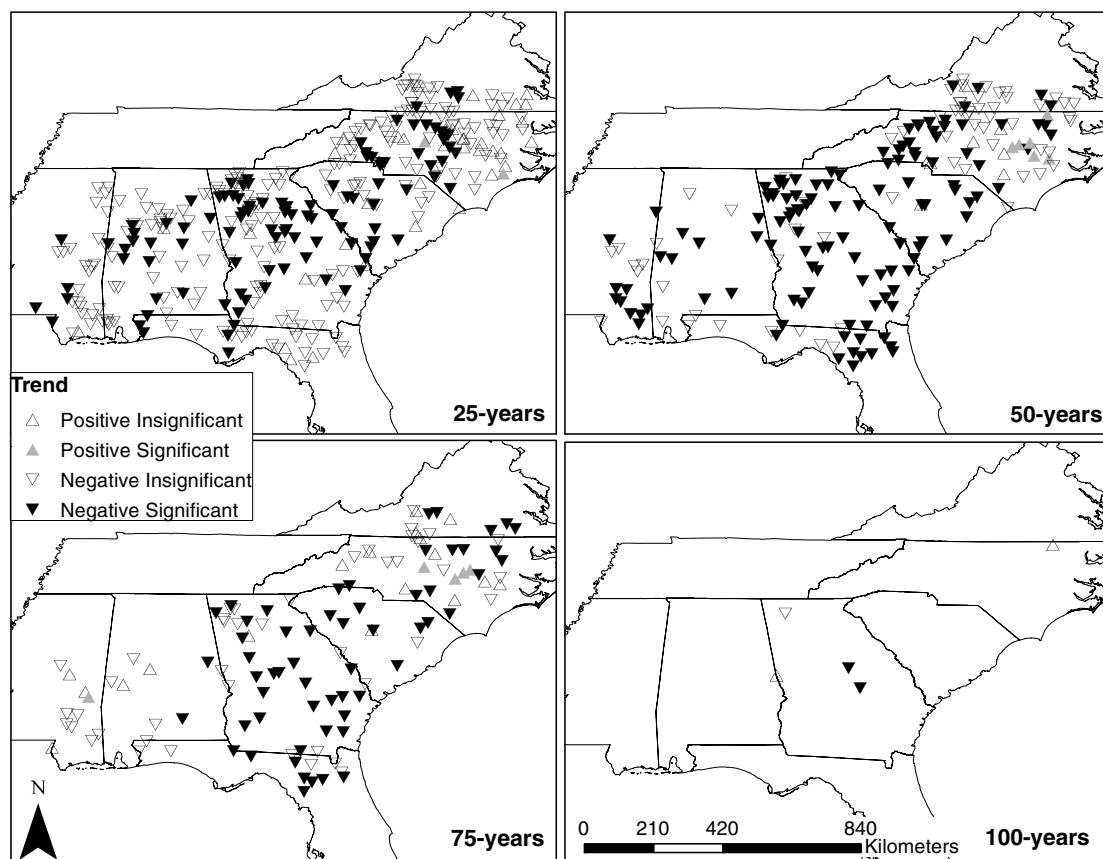 25-years
50-years
Trend
Positive Insignificant
Positive Significant
Negative Insignificant
Negative Significant
N
75-years
100-years
0 210 420 840
Kilometers